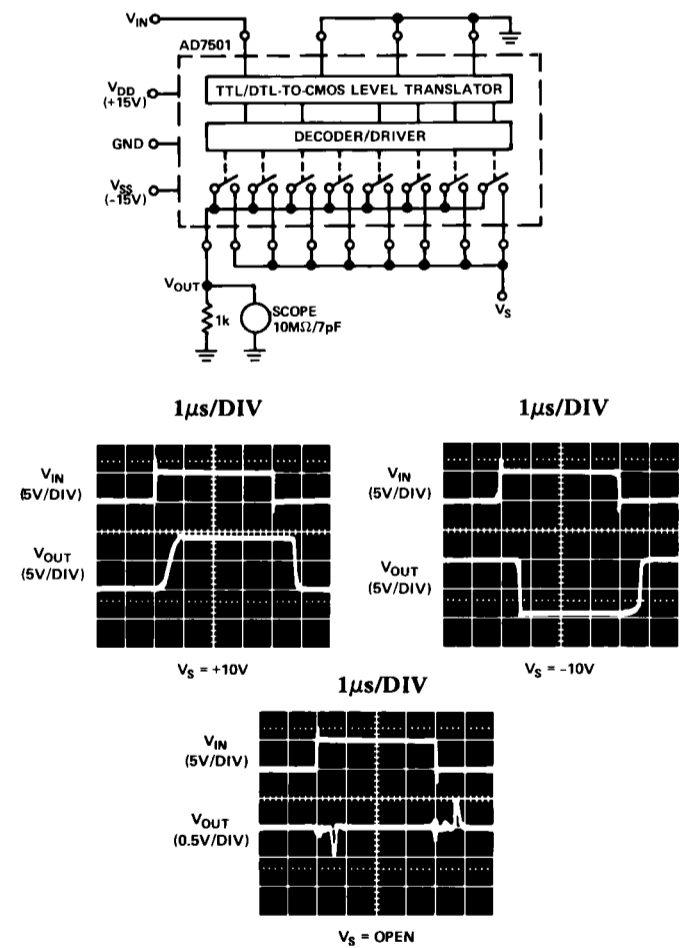 VIN
AD7501
VDD
(+15V)
TTL/DTL-TO-CMOS LEVEL TRANSLATOR
GND
DECODER/DRIVER
VSS
(-15V)
VOUT
1k
SCOPE
10MΩ/7pF
VS
1μs/DIV
VIN
(5V/DIV)
VOUT
(5V/DIV)
VS = +10V
1μs/DIV
VIN
(5V/DIV)
VOUT
(5V/DIV)
VS = -10V
1μs/DIV
VIN
(5V/DIV)
VOUT
(0.5V/DIV)
VS = OPEN